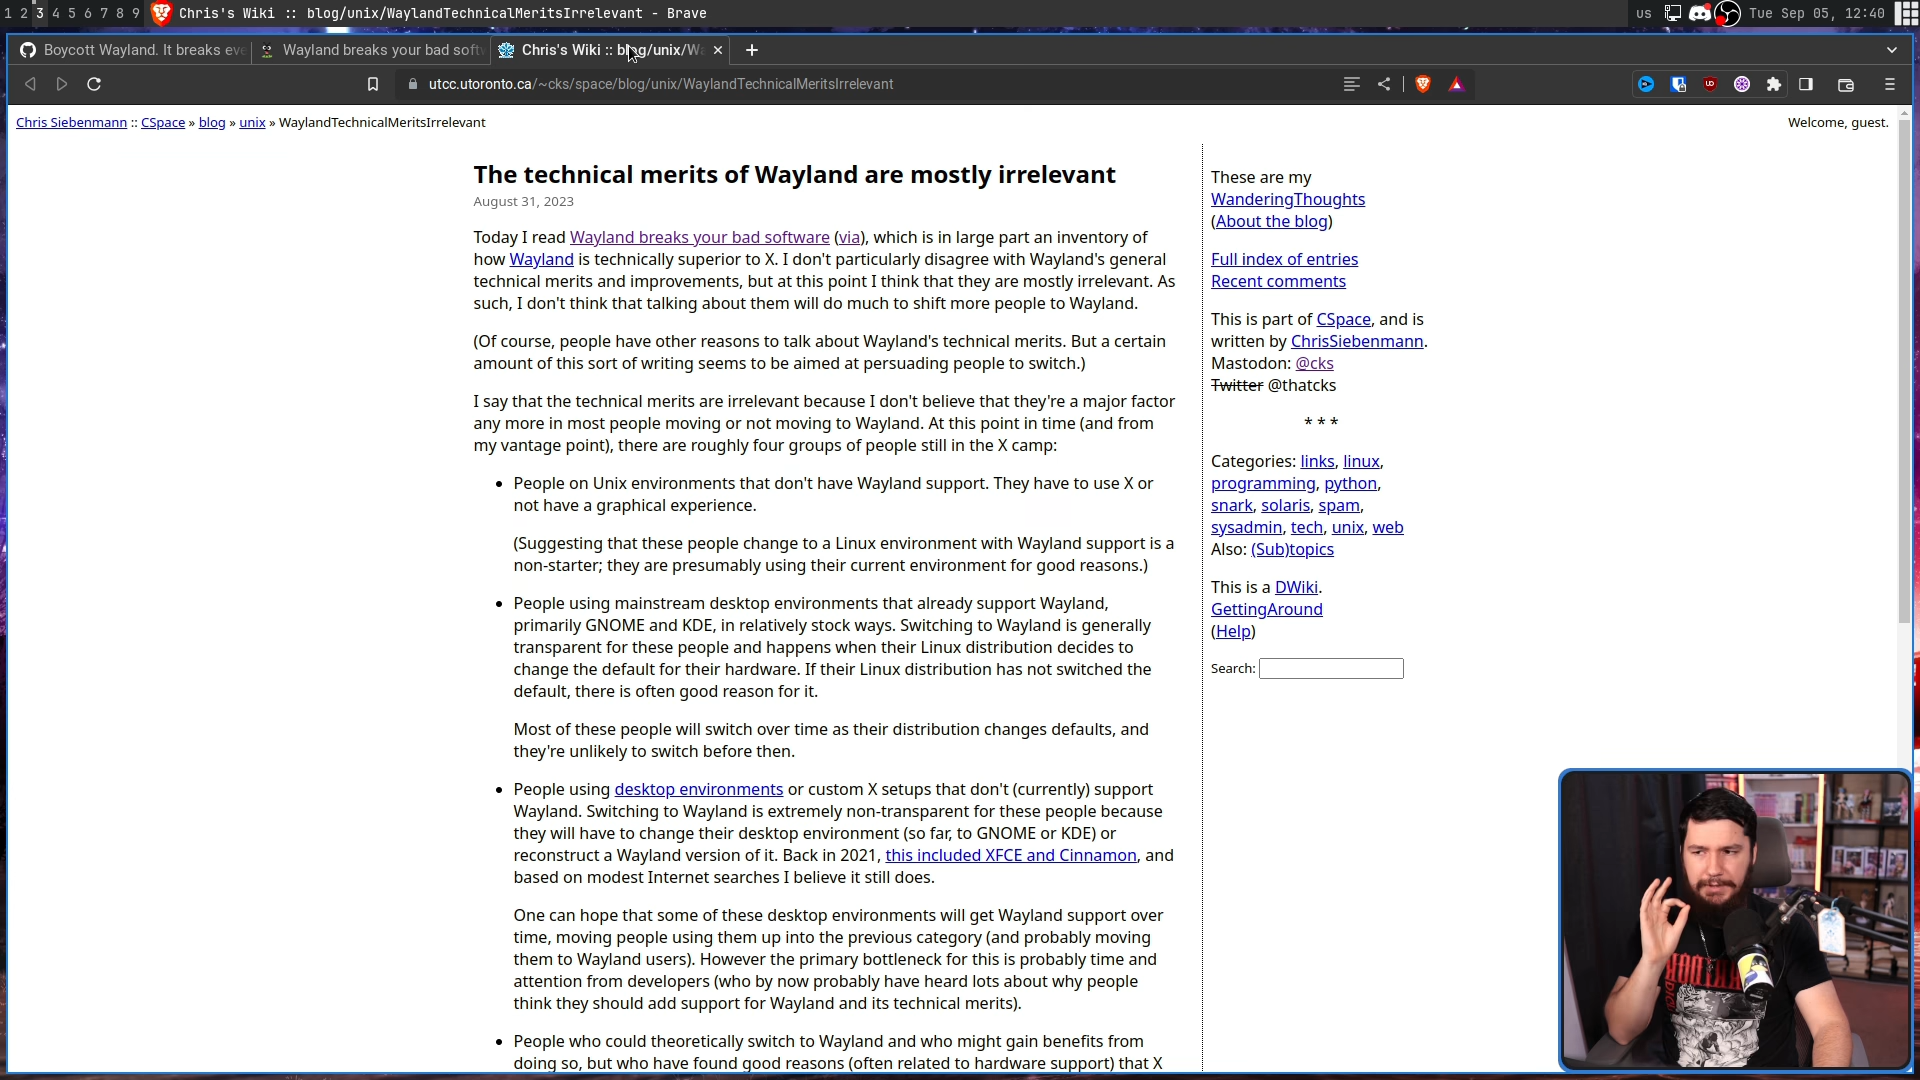 1 2 3 4 5 6 7 8 9 Chris's Wiki :: blog/unix/WaylandTechnicalMeritsIrrelevant - Brave us Tue Sep 05, 12:40
Boycott Wayland. It breaks eve Wayland breaks your bad softw Chris's Wiki :: blog/unix/Wa
utcc.utoronto.ca/~cks/space/blog/unix/WaylandTechnicalMeritsIrrelevant
Chris Siebenmann :: CSpace » blog » unix » WaylandTechnicalMeritsIrrelevant Welcome, guest.
The technical merits of Wayland are mostly irrelevant
August 31, 2023
Today I read Wayland breaks your bad software (via), which is in large part an inventory of
how Wayland is technically superior to X. I don't particularly disagree with Wayland's general
technical merits and improvements, but at this point I think that they are mostly irrelevant. As
such, I don't think that talking about them will do much to shift more people to Wayland.
(Of course, people have other reasons to talk about Wayland's technical merits. But a certain
amount of this sort of writing seems to be aimed at persuading people to switch.)
I say that the technical merits are irrelevant because I don't believe that they're a major factor
any more in most people moving or not moving to Wayland. At this point in time (and from
my vantage point), there are roughly four groups of people still in the X camp:
• People on Unix environments that don't have Wayland support. They have to use X or
not have a graphical experience.
(Suggesting that these people change to a Linux environment with Wayland support is a
non-starter; they are presumably using their current environment for good reasons.)
• People using mainstream desktop environments that already support Wayland,
primarily GNOME and KDE, in relatively stock ways. Switching to Wayland is generally
transparent for these people and happens when their Linux distribution decides to
change the default for their hardware. If their Linux distribution has not switched the
default, there is often good reason for it.
Most of these people will switch over time as their distribution changes defaults, and
they're unlikely to switch before then.
• People using desktop environments or custom X setups that don't (currently) support
Wayland. Switching to Wayland is extremely non-transparent for these people because
they will have to change their desktop environment (so far, to GNOME or KDE) or
reconstruct a Wayland version of it. Back in 2021, this included XFCE and Cinnamon, and
based on modest Internet searches I believe it still does.
One can hope that some of these desktop environments will get Wayland support over
time, moving people using them up into the previous category (and probably moving
them to Wayland users). However the primary bottleneck for this is probably time and
attention from developers (who by now probably have heard lots about why people
think they should add support for Wayland and its technical merits).
• People who could theoretically switch to Wayland and who might gain benefits from
doing so, but who have found good reasons (often related to hardware support) that X
These are my
WanderingThoughts
(About the blog)
Full index of entries
Recent comments
This is part of CSpace, and is
written by ChrisSiebenmann.
Mastodon: @cks
Twitter @thatcks
* * *
Categories: links, linux,
programming, python,
snark, solaris, spam,
sysadmin, tech, unix, web
Also: (Sub)topics
This is a DWiki.
GettingAround
(Help)
Search: